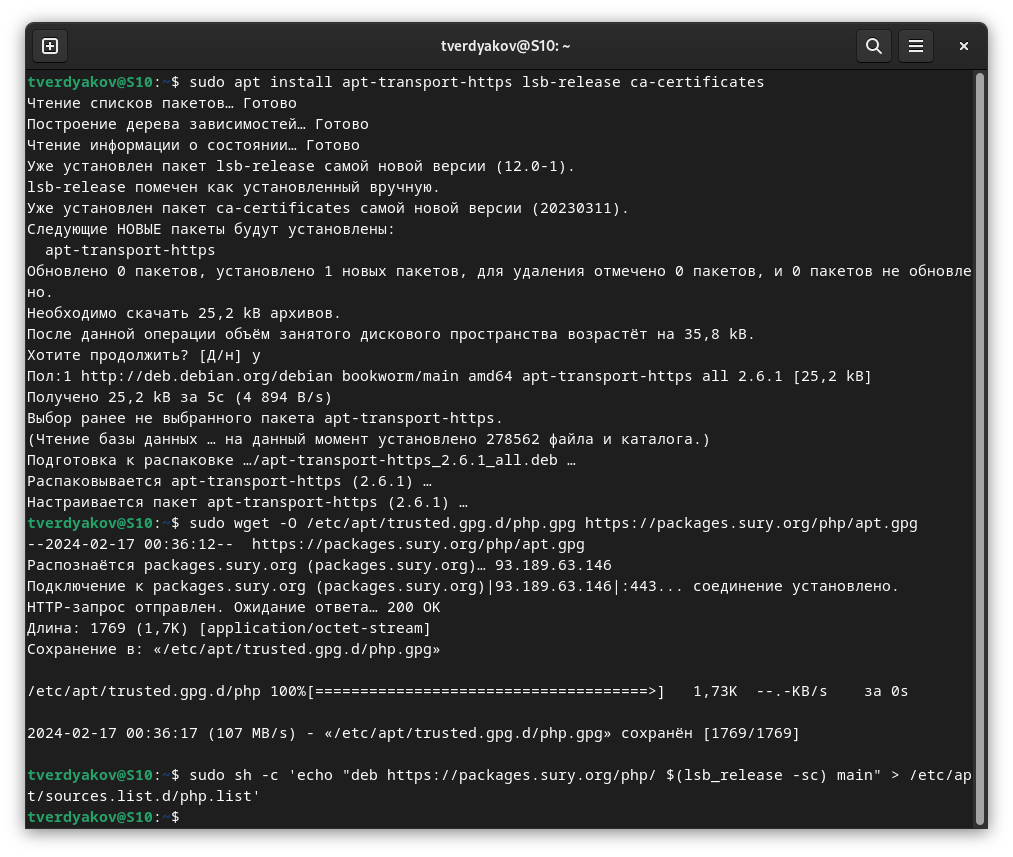 tverdyakov@S10: ~
tverdyakov@S10:~$ sudo apt install apt-transport-https lsb-release ca-certificates
Чтение списков пакетов… Готово
Построение дерева зависимостей… Готово
Чтение информации о состоянии… Готово
Уже установлен пакет lsb-release самой новой версии (12.0-1).
lsb-release помечен как установленный вручную.
Уже установлен пакет ca-certificates самой новой версии (20230311).
Следующие НОВЫЕ пакеты будут установлены:
  apt-transport-https
Обновлено 0 пакетов, установлено 1 новых пакетов, для удаления отмечено 0 пакетов, и 0 пакетов не обновле
но.
Необходимо скачать 25,2 kB архивов.
После данной операции объём занятого дискового пространства возрастёт на 35,8 kB.
Хотите продолжить? [Д/н] y
Пол:1 http://deb.debian.org/debian bookworm/main amd64 apt-transport-https all 2.6.1 [25,2 kB]
Получено 25,2 kB за 5с (4 894 B/s)
Выбор ранее не выбранного пакета apt-transport-https.
(Чтение базы данных … на данный момент установлено 278562 файла и каталога.)
Подготовка к распаковке …/apt-transport-https_2.6.1_all.deb …
Распаковывается apt-transport-https (2.6.1) …
Настраивается пакет apt-transport-https (2.6.1) …
tverdyakov@S10:~$ sudo wget -O /etc/apt/trusted.gpg.d/php.gpg https://packages.sury.org/php/apt.gpg
--2024-02-17 00:36:12--  https://packages.sury.org/php/apt.gpg
Распознаётся packages.sury.org (packages.sury.org)… 93.189.63.146
Подключение к packages.sury.org (packages.sury.org)|93.189.63.146|:443... соединение установлено.
HTTP-запрос отправлен. Ожидание ответа… 200 OK
Длина: 1769 (1,7K) [application/octet-stream]
Сохранение в: «/etc/apt/trusted.gpg.d/php.gpg»
/etc/apt/trusted.gpg.d/php 100%[=====================================>]   1,73K  --.-KB/s    за 0s
2024-02-17 00:36:17 (107 MB/s) - «/etc/apt/trusted.gpg.d/php.gpg» сохранён [1769/1769]
tverdyakov@S10:~$ sudo sh -c 'echo "deb https://packages.sury.org/php/ $(lsb_release -sc) main" > /etc/ap
t/sources.list.d/php.list'
tverdyakov@S10:~$